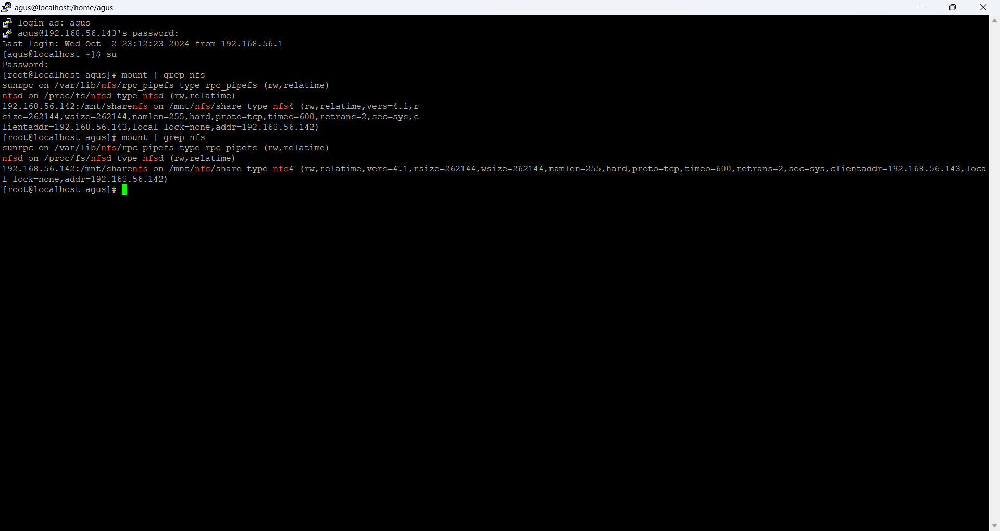 agus@localhost:/home/agus
login as: agus
agus@192.168.56.143's password:
Last login: Wed Oct  2 23:12:23 2024 from 192.168.56.1
[agus@localhost ~]$ su
Password:
[root@localhost agus]# mount | grep nfs
sunrpc on /var/lib/nfs/rpc_pipefs type rpc_pipefs (rw,relatime)
nfsd on /proc/fs/nfsd type nfsd (rw,relatime)
192.168.56.142:/mnt/sharenfs on /mnt/nfs/share type nfs4 (rw,relatime,vers=4.1,r
size=262144,wsize=262144,namlen=255,hard,proto=tcp,timeo=600,retrans=2,sec=sys,c
lientaddr=192.168.56.143,local_lock=none,addr=192.168.56.142)
[root@localhost agus]# mount | grep nfs
sunrpc on /var/lib/nfs/rpc_pipefs type rpc_pipefs (rw,relatime)
nfsd on /proc/fs/nfsd type nfsd (rw,relatime)
192.168.56.142:/mnt/sharenfs on /mnt/nfs/share type nfs4 (rw,relatime,vers=4.1,rsize=262144,wsize=262144,namlen=255,hard,proto=tcp,timeo=600,retrans=2,sec=sys,clientaddr=192.168.56.143,loca
l_lock=none,addr=192.168.56.142)
[root@localhost agus]#